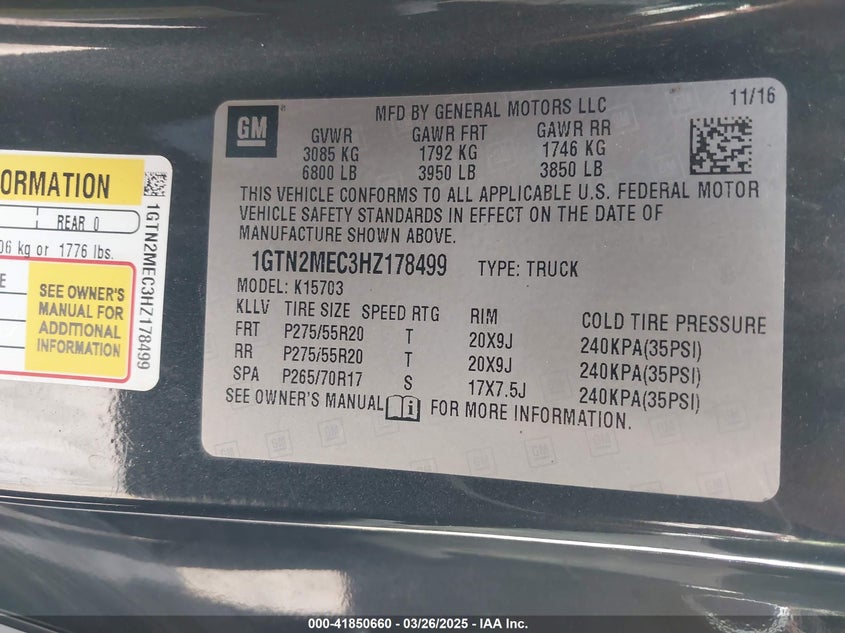 GM
MFD BY GENERAL MOTORS LLC
11/16
GVWR GAWR FRT GAWR RR
3085 KG 1792 KG 1746 KG
6800 LB 3950 LB 3850 LB
THIS VEHICLE CONFORMS TO ALL APPLICABLE U.S. FEDERAL MOTOR
VEHICLE SAFETY STANDARDS IN EFFECT ON THE DATE OF
MANUFACTURE SHOWN ABOVE.
1GTN2MEC3HZ178499 TYPE: TRUCK
MODEL: K15703
KLLV TIRE SIZE SPEED RTG RIM COLD TIRE PRESSURE
FRT P275/55R20 T 20X9J 240KPA(35PSI)
RR P275/55R20 T 20X9J 240KPA(35PSI)
SPA P265/70R17 S 17X7.5J 240KPA(35PSI)
SEE OWNER'S MANUAL FOR MORE INFORMATION.
ORMATION
REAR 0
06 kg or 1776 lbs.
SEE OWNER'S
MANUAL FOR
ADDITIONAL
INFORMATION
1GTN2MEC3HZ178499
000-41850660 - 03/26/2025 - IAA Inc.